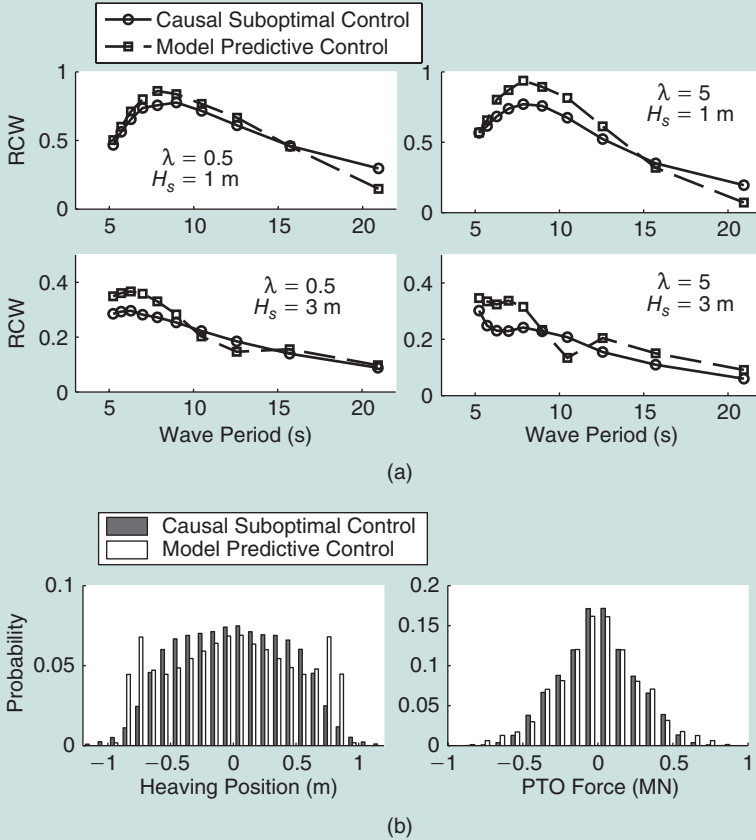 Causal Suboptimal Control
Model Predictive Control
RCW
1
0.5
0
λ = 0.5
Hs = 1 m
5 10 15 20
1
0.5
0
λ = 5
Hs = 1 m
5 10 15 20
RCW
0.4
0.2
0
λ = 0.5
Hs = 3 m
5 10 15 20
Wave Period (s)
0.4
0.2
0
λ = 5
Hs = 3 m
5 10 15 20
Wave Period (s)
(a)
Causal Suboptimal Control
Model Predictive Control
Probability
0.1
0.05
0
−1 −0.5 0 0.5 1
Heaving Position (m)
0.2
0.15
0.1
0.05
0
−1 −0.5 0 0.5 1
PTO Force (MN)
(b)